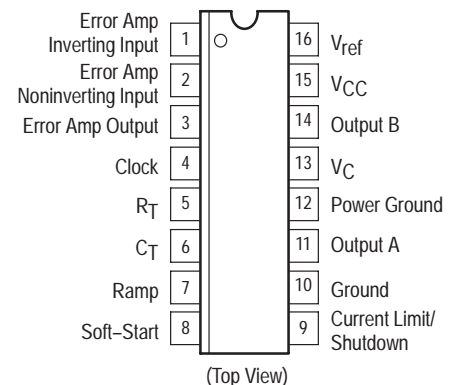 Error Amp
Inverting Input
1
16
Vref
Error Amp
Noninverting Input
2
15
VCC
Error Amp Output
3
14
Output B
Clock
4
13
VC
RT
5
12
Power Ground
CT
6
11
Output A
Ramp
7
10
Ground
Soft–Start
8
9
Current Limit/
Shutdown
(Top View)